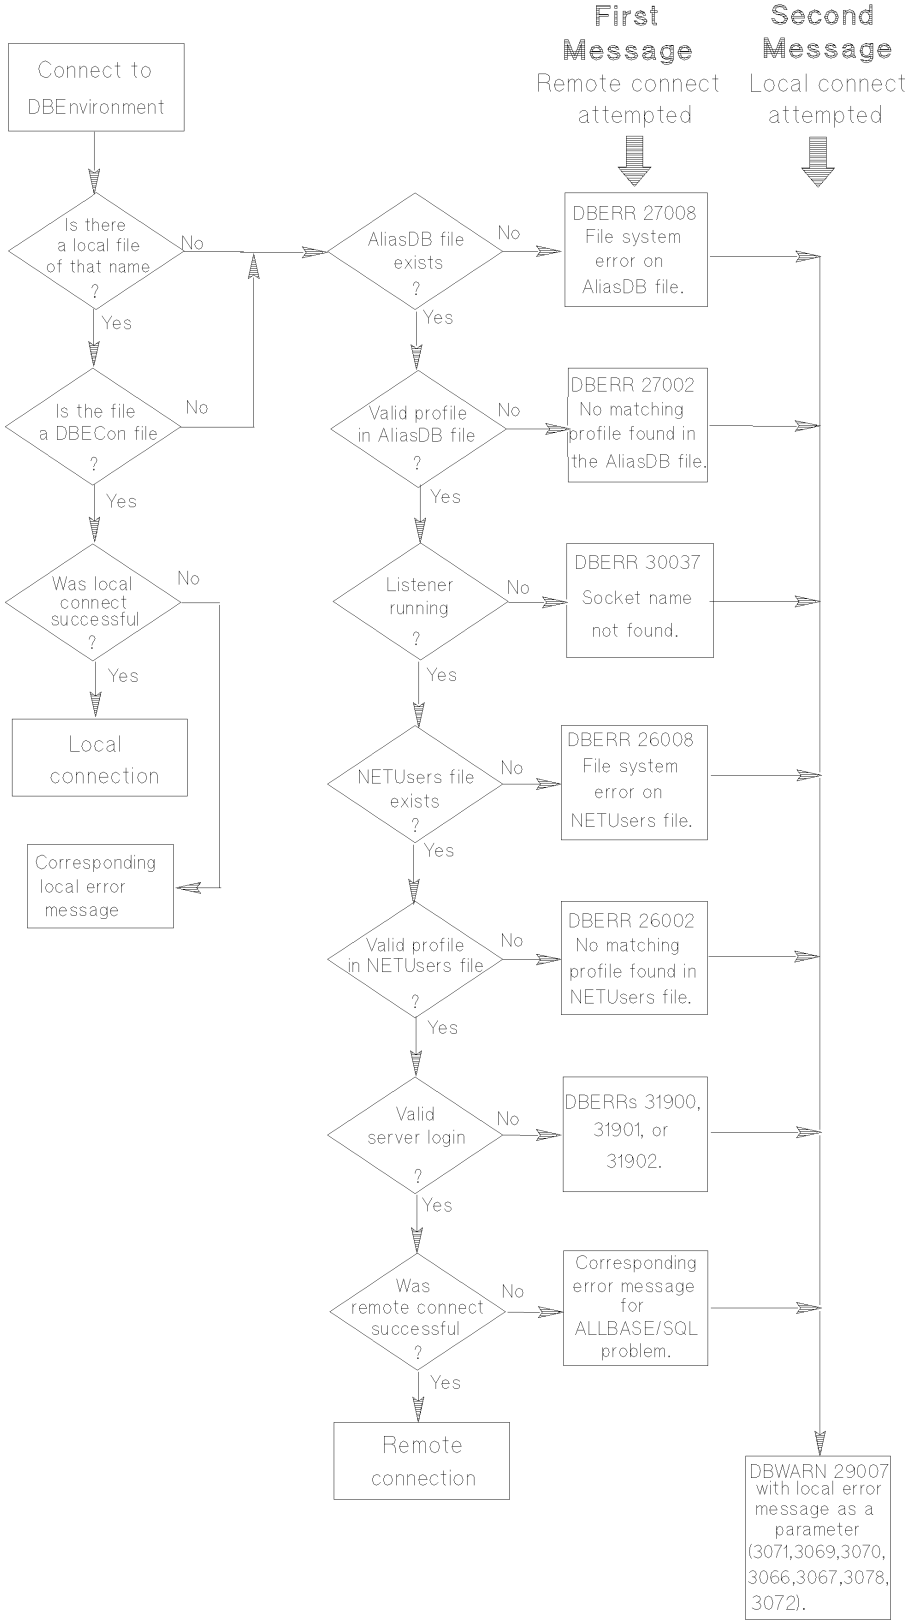 First
Message
Remote connect
attempted
Second
Message
Local connect
attempted
Connect to
DBEnvironment
Is there
a local file
of that name
?
No
Yes
Is the file
a DBECon file
?
No
Yes
Was local
connect
successful
?
No
Yes
Local
connection
Corresponding
local error
message
AliasDB file
exists
?
No
Yes
DBERR 27008
File system
error on
AliasDB file.
Valid profile
in AliasDB file
?
No
Yes
DBERR 27002
No matching
profile found in
the AliasDB file.
Listener
running
?
No
Yes
DBERR 30037
Socket name
not found.
NETUsers file
exists
?
No
Yes
DBERR 26008
File system
error on
NETUsers file.
Valid profile
in NETUsers file
?
No
Yes
DBERR 26002
No matching
profile found in
NETUsers file.
Valid
server login
?
No
Yes
DBERRs 31900,
31901, or
31902.
Was
remote connect
successful
?
No
Yes
Corresponding
error message
for
ALLBASE/SQL
problem.
Remote
connection
DBWARN 29007
with local error
message as a
parameter
(3071,3069,3070,
3066,3067,3078,
3072).